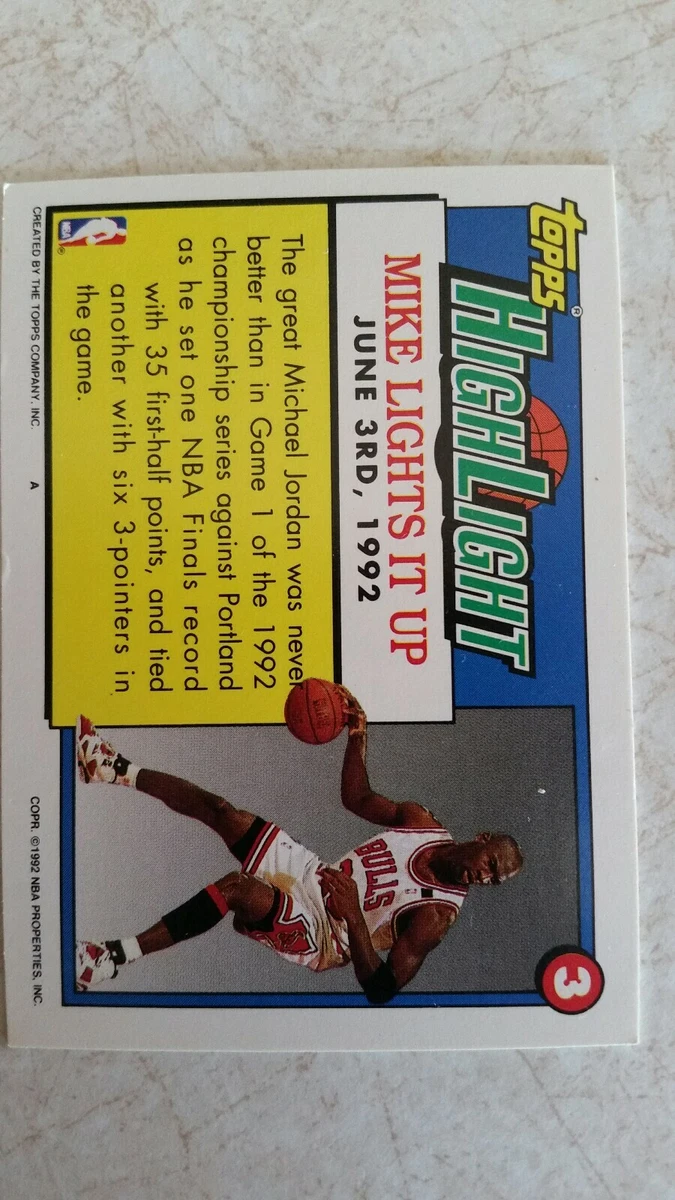 topps®
HIGHLIGHT
3
MIKE LIGHTS IT UP
JUNE 3RD, 1992
The great Michael Jordan was never
better than in Game 1 of the 1992
championship series against Portland
as he set one NBA Finals record
with 35 first-half points, and tied
another with six 3-pointers in
the game.
NBA
®
BULLS
CREATED BY THE TOPPS COMPANY, INC.
A
COPR. ©1992 NBA PROPERTIES, INC.